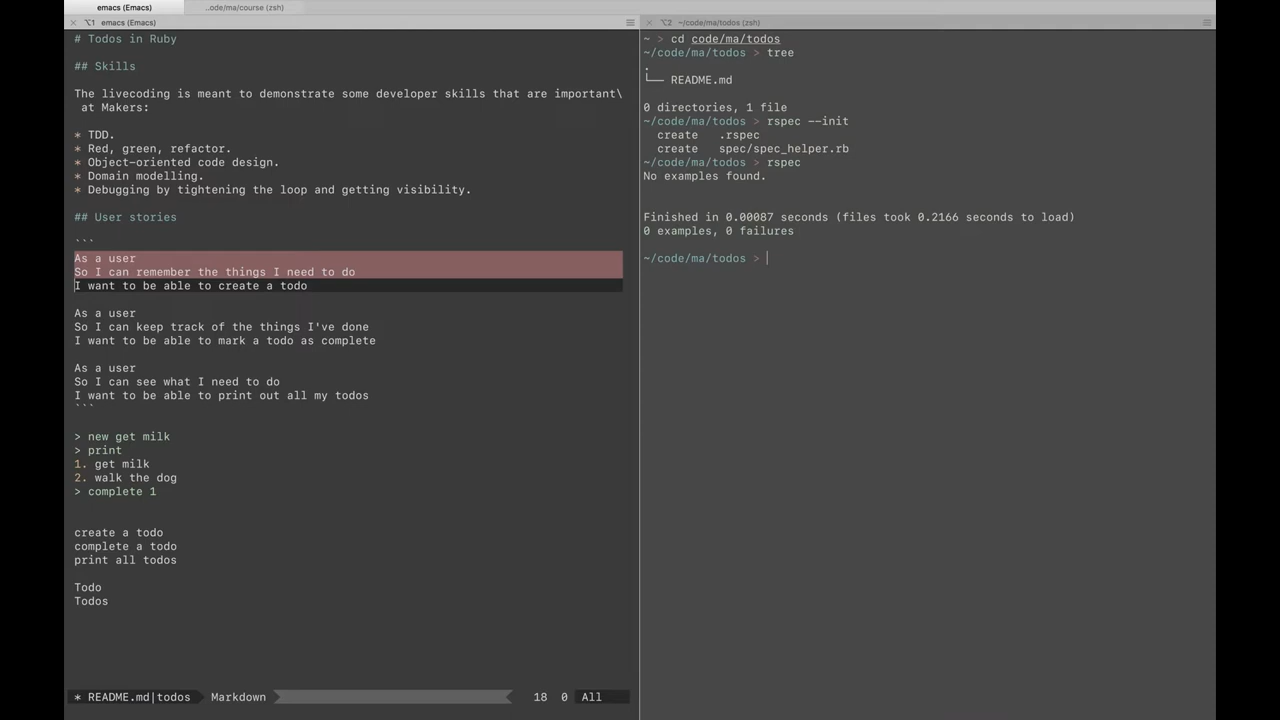 emacs (Emacs)
..ode/ma/course (zsh)
⌥1 emacs (Emacs)
# Todos in Ruby
## Skills
The livecoding is meant to demonstrate some developer skills that are important\
at Makers:
* TDD.
* Red, green, refactor.
* Object-oriented code design.
* Domain modelling.
* Debugging by tightening the loop and getting visibility.
## User stories
```
As a user
So I can remember the things I need to do
I want to be able to create a todo
As a user
So I can keep track of the things I've done
I want to be able to mark a todo as complete
As a user
So I can see what I need to do
I want to be able to print out all my todos
```
> new get milk
> print
1. get milk
2. walk the dog
> complete 1
create a todo
complete a todo
print all todos
Todo
Todos
* README.md|todos Markdown 18 0 All
⌥2 ~/code/ma/todos (zsh)
~ > cd code/ma/todos
~/code/ma/todos > tree
.
└── README.md
0 directories, 1 file
~/code/ma/todos > rspec --init
create .rspec
create spec/spec_helper.rb
~/code/ma/todos > rspec
No examples found.
Finished in 0.00087 seconds (files took 0.2166 seconds to load)
0 examples, 0 failures
~/code/ma/todos >